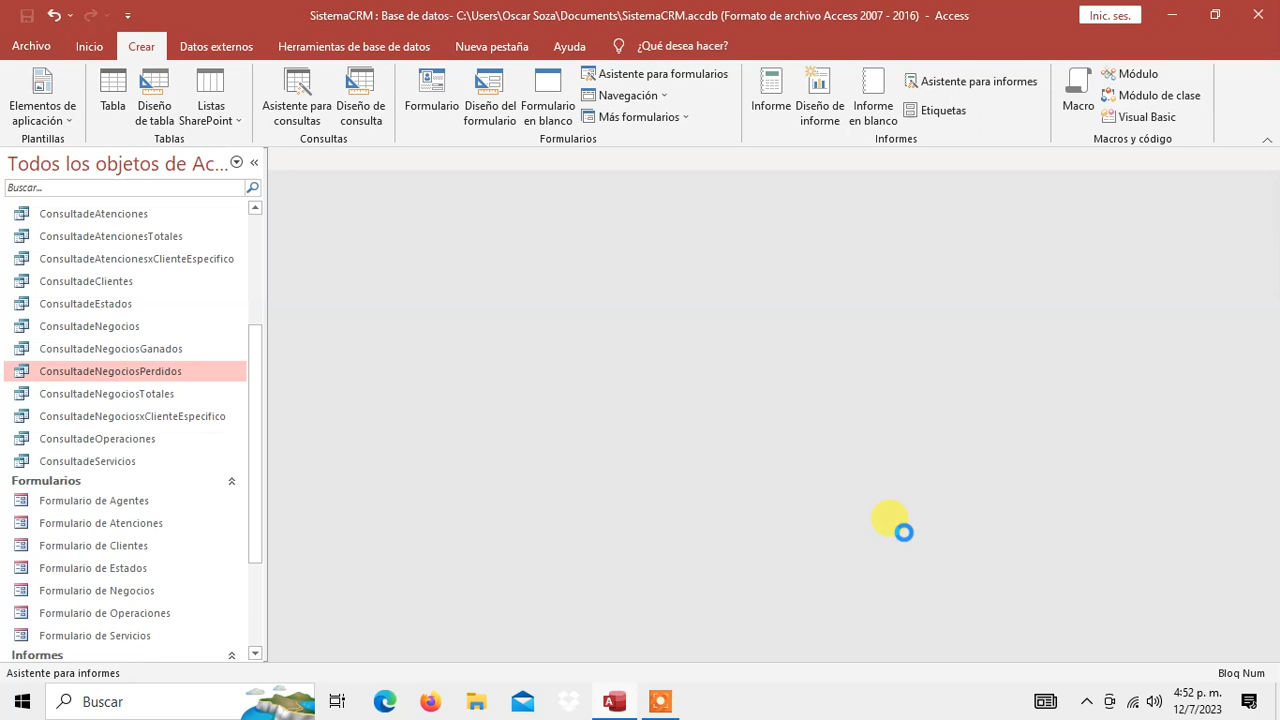 SistemaCRM : Base de datos- C:\Users\Oscar Soza\Documents\SistemaCRM.accdb (Formato de archivo Access 2007 - 2016) - Access
Inic. ses.
Archivo
Inicio
Crear
Datos externos
Herramientas de base de datos
Nueva pestaña
Ayuda
¿Qué desea hacer?
Elementos de aplicación
Tabla
Diseño de tabla
Listas SharePoint
Asistente para consultas
Diseño de consulta
Formulario
Diseño del formulario
Formulario en blanco
Asistente para formularios
Navegación
Más formularios
Informe
Diseño de informe
Informe en blanco
Asistente para informes
Etiquetas
Macro
Módulo
Módulo de clase
Visual Basic
Plantillas
Tablas
Consultas
Formularios
Informes
Macros y código
Todos los objetos de Ac...
Buscar...
ConsultadeAtenciones
ConsultadeAtencionesTotales
ConsultadeAtencionesxClienteEspecifico
ConsultadeClientes
ConsultadeEstados
ConsultadeNegocios
ConsultadeNegociosGanados
ConsultadeNegociosPerdidos
ConsultadeNegociosTotales
ConsultadeNegociosxClienteEspecifico
ConsultadeOperaciones
ConsultadeServicios
Formularios
Formulario de Agentes
Formulario de Atenciones
Formulario de Clientes
Formulario de Estados
Formulario de Negocios
Formulario de Operaciones
Formulario de Servicios
Informes
Asistente para informes
Bloq Num
Buscar
4:52 p. m.
12/7/2023